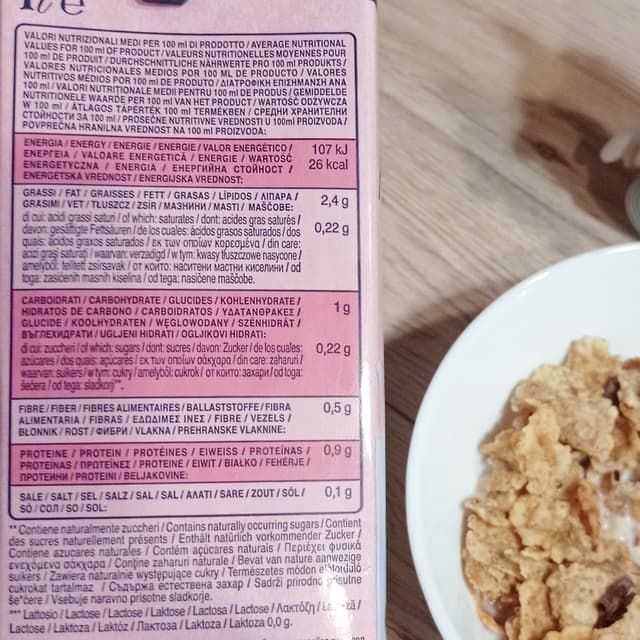 VALORI NUTRIZIONALI MEDI PER 100 ml DI PRODOTTO / AVERAGE NUTRITIONAL
VALUES FOR 100 ml OF PRODUCT / VALEURS NUTRITIONNELLES MOYENNES POUR
100 ml DE PRODUIT / DURCHSCHNITTLICHE NÄHRWERTE PRO 100 ml PRODUKTS /
VALORES NUTRICIONALES MEDIOS POR 100 ML DE PRODUCTO / VALORES
NUTRITIVOS MÉDIOS POR 100 ml DE PRODUTO / ΔΙΑΤΡΟΦΙΚΗ ΕΠΙΣΗΜΑΝΣΗ ΑΝΑ
100 ml / VALORI NUTRIȚIONALE MEDII PENTRU 100 ml DE PRODUS / GEMIDDELDE
NUTRITIONELE WAARDE PER 100 ml VAN HET PRODUCT / WARTOŚĆ ODŻYWCZA
W 100 ml / ÁTLAGOS TÁPÉRTÉK 100 ml TERMÉKBEN / СРЕДНИ ХРАНИТЕЛНИ
СТОЙНОСТИ ЗА 100 ml / PROSEČNE NUTRITIVNE VREDNOSTI U 100ml PROIZVODA /
POVPREČNA HRANILNA VREDNOST NA 100 ml PROIZVODA:
ENERGIA / ENERGY / ENERGIE / ENERGIE / VALOR ENERGÉTICO / 107 kJ
ΕΝΕΡΓΕΙΑ / VALOARE ENERGETICĂ / ENERGIE / WARTOŚĆ 26 kcal
ENERGETYCZNA / ENERGIA / ЕНЕРГИЙНА СТОЙНОСТ /
ENERGETSKA VREDNOST / ENERGIJSKA VREDNOST:
GRASSI / FAT / GRAISSES / FETT / GRASAS / LÍPIDOS / ΛΙΠΑΡΑ / 2,4 g
GRASIMI / VET / TŁUSZCZ / ZSÍR / МАЗНИНИ / MASTI / MAŠČOBE:
di cui: acidi grassi saturi / of which: saturates / dont: acides gras saturés / 0,22 g
davon: gesättigte Fettsäuren / de los cuales: ácidos grasos saturados / dos
quais: ácidos graxos saturados / εκ των οποίων κορεσμένα / din care:
acizi grași saturați / waarvan: verzadigd / w tym: kwasy tłuszczowe nasycone /
amelyből: telített zsírsavak / от които: наситени мастни киселини / od
toga: zasićenih masnih kiselina / od tega: nasičene maščobe.
CARBOIDRATI / CARBOHYDRATE / GLUCIDES / KOHLENHYDRATE / 1 g
HIDRATOS DE CARBONO / CARBOIDRATOS / ΥΔΑΤΑΝΘΡΑΚΕΣ /
GLUCIDE / KOOLHYDRATEN / WĘGLOWODANY / SZÉNHIDRÁT /
ВЪГЛЕХИДРАТИ / UGLJENI HIDRATI / OGLJIKOVI HIDRATI:
di cui: zuccheri / of which: sugars / dont: sucres / davon: Zucker / de los cuales: 0,22 g
azúcares / dos quais: açúcares / εκ των οποίων σάκχαρα / din care: zaharuri /
waarvan: suikers / w tym: cukry / amelyből: cukrok / от които: захари / od toga:
šećera / od tega: sladkorji**.
FIBRE / FIBER / FIBRES ALIMENTAIRES / BALLASTSTOFFE / FIBRA 0,5 g
ALIMENTARIA / FIBRAS / ΕΔΩΔΙΜΕΣ ΙΝΕΣ / FIBRE / VEZELS /
BŁONNIK / ROST / ФИБРИ / VLAKNA / PREHRANSKE VLAKNINE:
PROTEINE / PROTEIN / PROTÉINES / EIWEISS / PROTEÍNAS / 0,9 g
PROTEÍNAS / ΠΡΩΤΕΪΝΕΣ / PROTEINE / EIWIT / BIAŁKO / FEHÉRJE /
ПРОТЕИНИ / PROTEINI / BELJAKOVINE:
SALE / SALT / SEL / SALZ / SAL / SAL / ΑΛΑΤΙ / SARE / ZOUT / SÓL / 0,1 g
SÓ / СОЛ / SO / SOL:
** Contiene naturalmente zuccheri / Contains naturally occurring sugars / Contient
des sucres naturellement présents / Enthält natürlich vorkommender Zucker /
Contiene azucares naturales / Contém açúcares naturais / Περιέχει φυσικά
ενεχόμενα σάκχαρα / Conține zaharuri naturale / Bevat van nature aanwezige
suikers / Zawiera naturalnie występujące cukry / Természetes módon előforduló
cukrokat tartalmaz / Съдържа естествена захар / Sadrži prirodno prisutne
še*ćere / Vsebuje naravno prisotne sladkorje.
*** Lattosio / Lactose / Lactose / Laktose / Lactosa / Lactose / Λακτόζη /
Lactose / Laktoza / Laktóz / Лактоза / Laktoza / Laktoza 0,0 g.